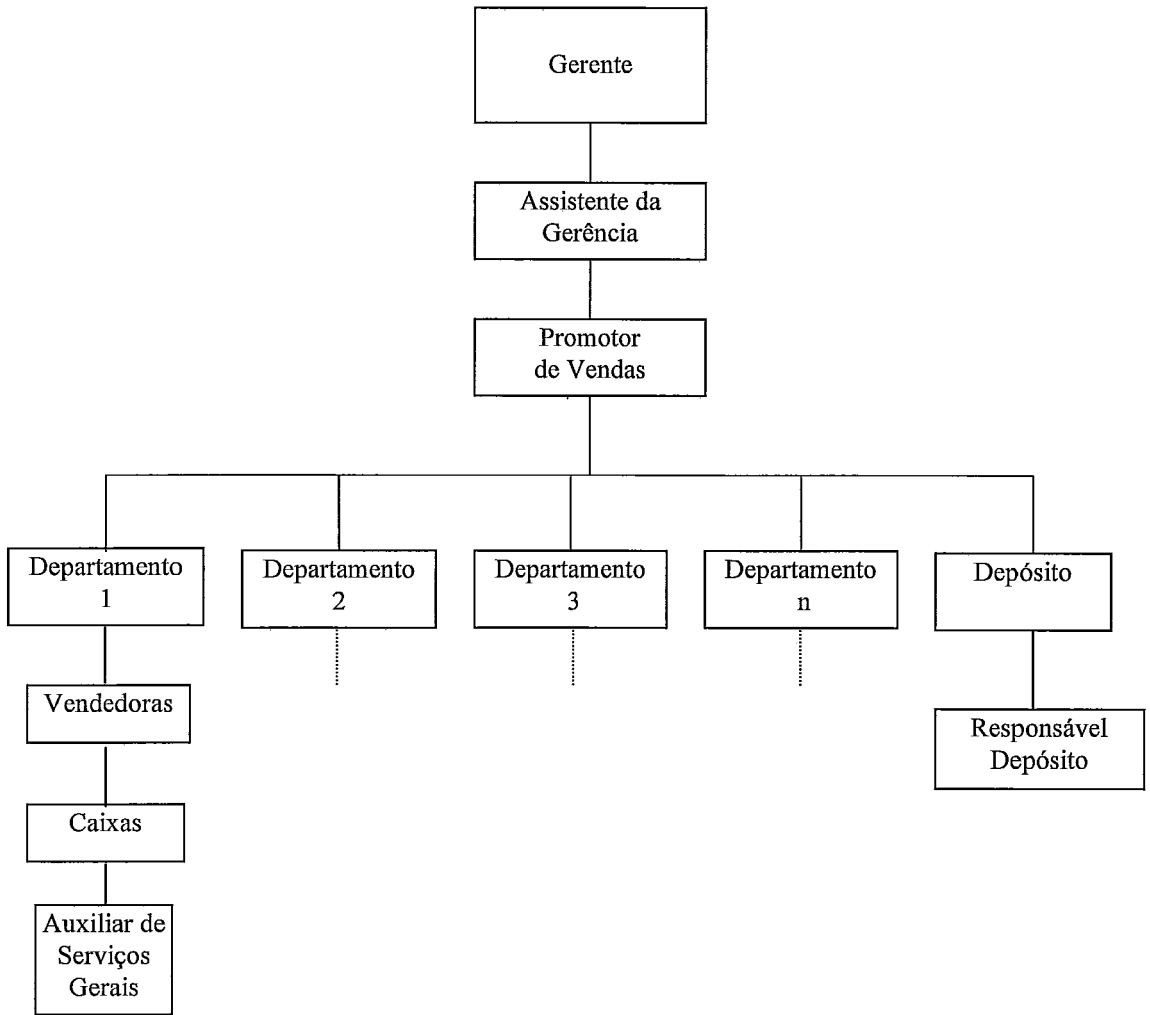 Gerente
Assistente da
Gerência
Promotor
de Vendas
Departamento
1
Departamento
2
Departamento
3
Departamento
n
Depósito
Vendedoras
Responsável
Depósito
Caixas
Auxiliar de
Serviços
Gerais